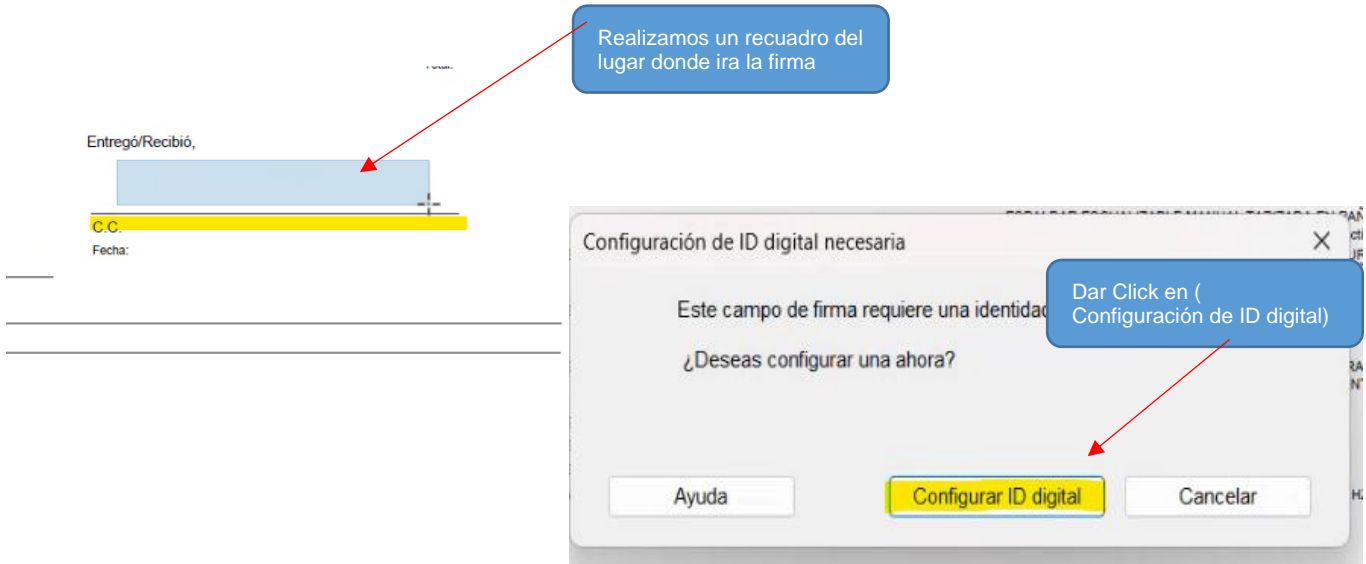 Realizamos un recuadro del
lugar donde ira la firma
Entregó/Recibió,
C.C.
Fecha:
Configuración de ID digital necesaria
Dar Click en (
Configuración de ID digital)
Este campo de firma requiere una
¿Deseas configurar una ahora?
Ayuda
Configurar ID digital
Cancelar